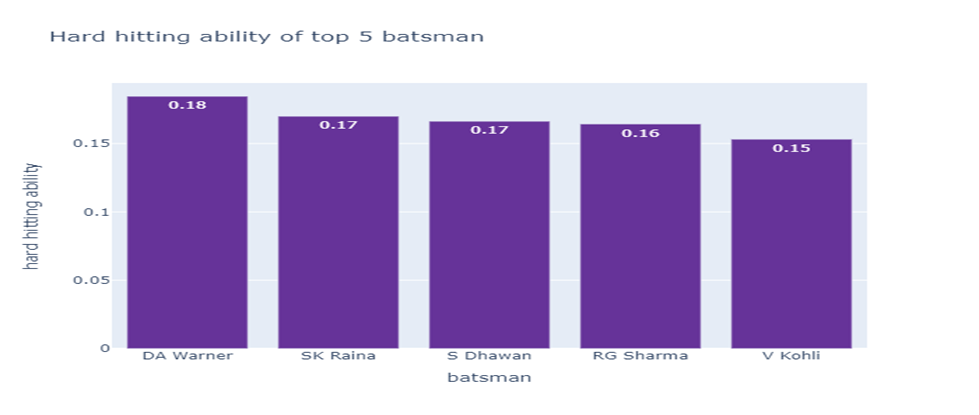 Hard hitting ability of top 5 batsman
hard hitting ability
0.15
0.1
0.05
0
0.18
0.17
0.17
0.16
0.15
DA Warner
SK Raina
S Dhawan
RG Sharma
V Kohli
batsman